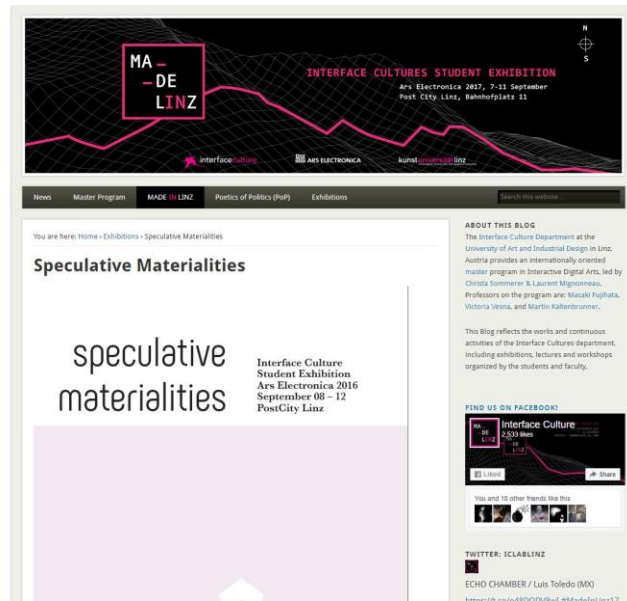 MA_
_DE
LINZ
INTERFACE CULTURES STUDENT EXHIBITION
Ars Electronica 2017, 7-11 September
Post City Linz, Bahnhofplatz 11
N
S
interfaceculture
ARS ELECTRONICA
kunstuniversität linz
News
Master Program
MADE IN LINZ
Poetics of Politics (PoP)
Exhibitions
Search this website...
You are here: Home › Exhibitions › Speculative Materialities
Speculative Materialities
speculative
materialities
Interface Culture
Student Exhibition
Ars Electronica 2016
September 08 – 12
PostCity Linz
ABOUT THIS BLOG
The Interface Culture Department at the
University of Art and Industrial Design in Linz,
Austria provides an internationally oriented
master program in Interactive Digital Arts, led by
Christa Sommerer & Laurent Mignonneau.
Professors on the program are: Masaki Fujihata,
Victoria Vesna, and Martin Kaltenbrunner.
This Blog reflects the works and continuous
activities of the Interface Cultures department,
including exhibitions, lectures and workshops
organized by the students and faculty.
FIND US ON FACEBOOK!
Interface Culture
2,533 likes
Liked
Share
You and 18 other friends like this
TWITTER: ICLABLINZ
ECHO CHAMBER / Luis Toledo (MX)
#MadeInLinz17